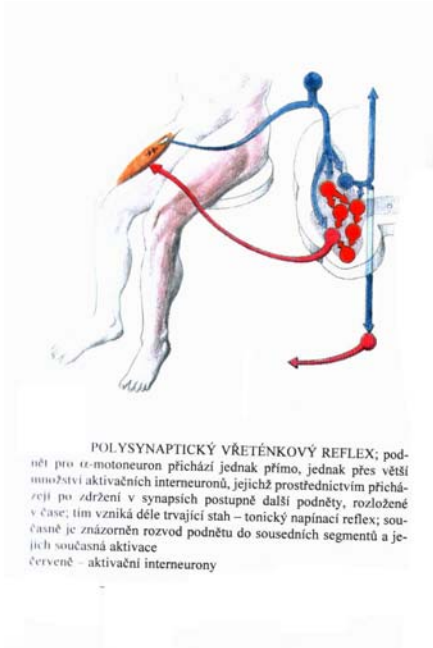 POLYSYNAPTICKÝ VŘETÉNKOVÝ REFLEX; pod-
nět pro α-motoneuron přichází jednak přímo, jednak přes větší
množství aktivačních interneuronů, jejichž prostřednictvím přichá-
zejí po zdržení v synapsích postupně další podněty, rozložené
v čase; tím vzniká déle trvající stah – tonický napínací reflex; sou-
časně je znázorněn rozvod podnětu do sousedních segmentů a je-
jich současná aktivace
červeně – aktivační interneurony